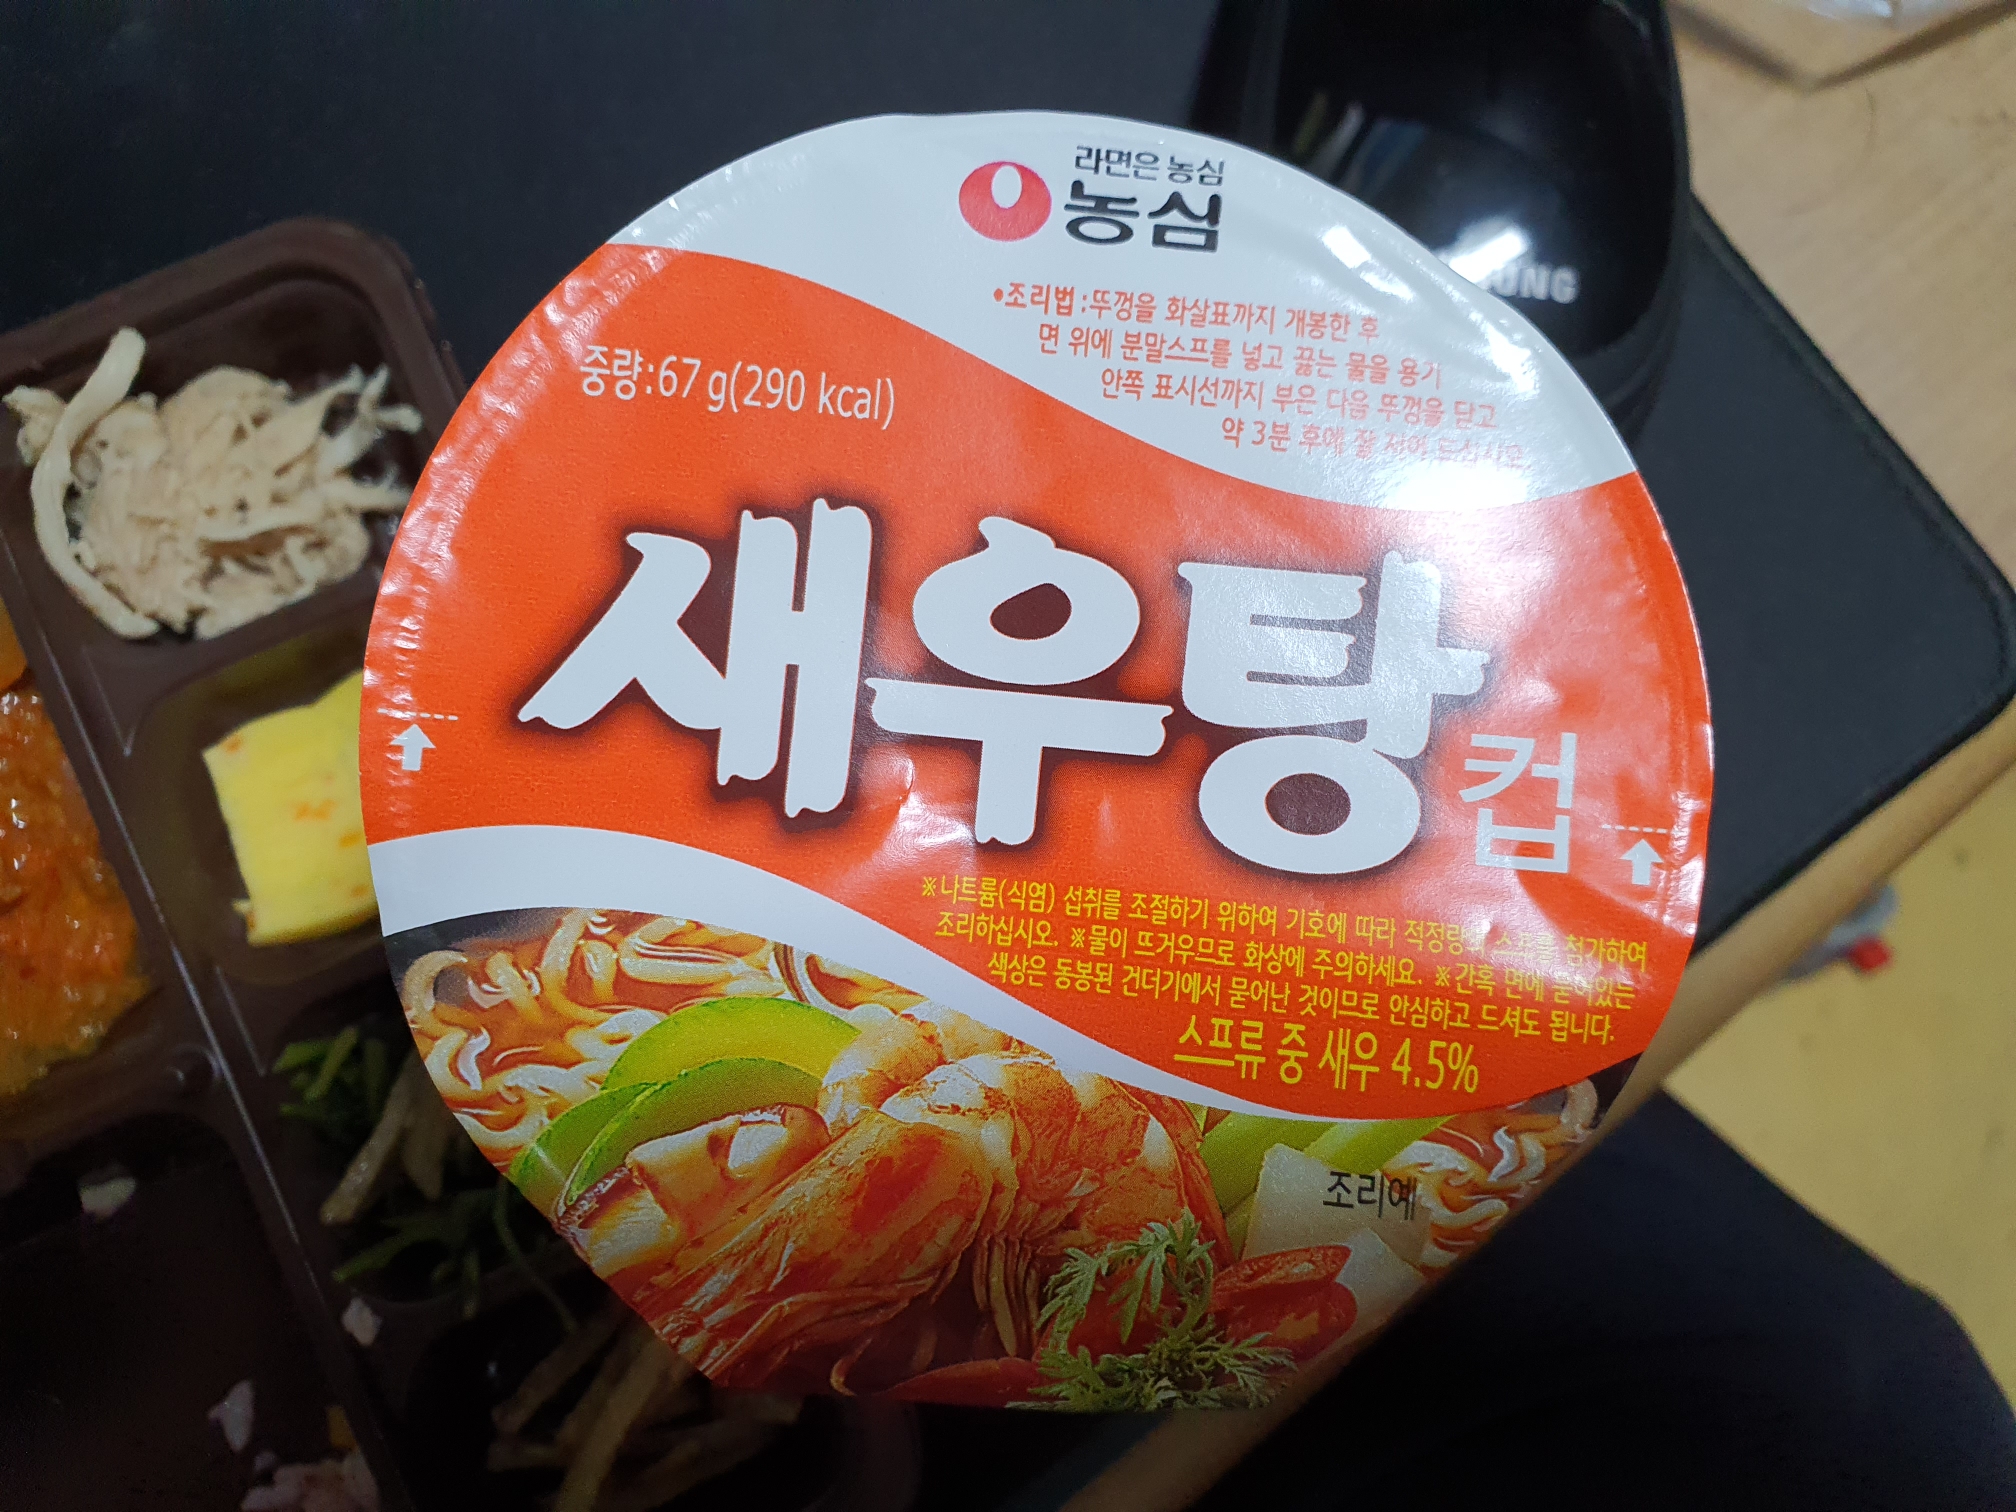 라면은 농심
농심
•조리법 : 뚜껑을 화살표까지 개봉한 후
면 위에 분말스프를 넣고 끓는 물을 용기
안쪽 표시선까지 부은 다음 뚜껑을 닫고
약 3분 후에 잘 저어 드십시오.
중량:67 g(290 kcal)
새우탕
컵
※나트륨(식염) 섭취를 조절하기 위하여 기호에 따라 적정량의 스프를 첨가하여
조리하십시오. ※물이 뜨거우므로 화상에 주의하세요. ※간혹 면에 묻어있는
색상은 동봉된 건더기에서 묻어난 것이므로 안심하고 드셔도 됩니다.
스프류 중 새우 4.5%
조리예